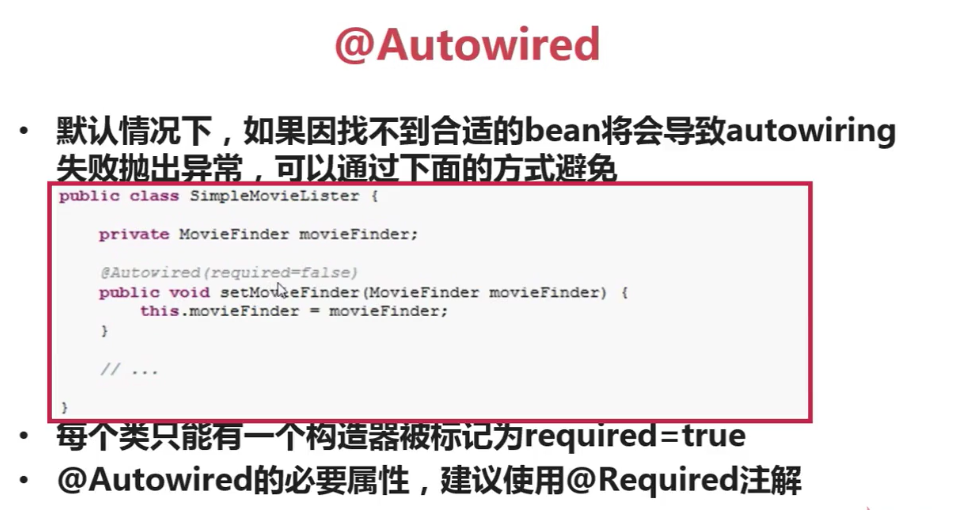 @Autowired
• 默认情况下，如果因找不到合适的bean将会导致autowiring
失败抛出异常，可以通过下面的方式避免
public class SimpleMovieLister {
private MovieFinder movieFinder;
@Autowired(required=false)
public void setMovieFinder(MovieFinder movieFinder) {
this.movieFinder = movieFinder;
}
// ...
}
• 每个类只能有一个构造器被标记为required=true
• @Autowired的必要属性，建议使用@Required注解